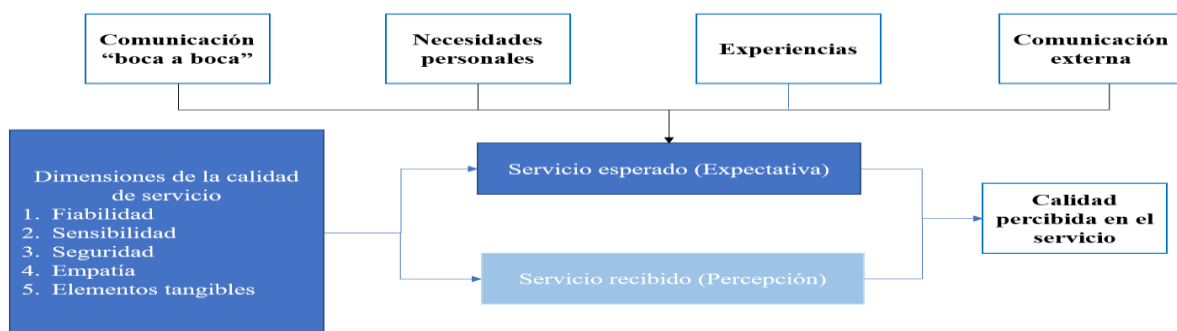 Comunicación
“boca a boca”
Necesidades
personales
Experiencias
Comunicación
externa
Dimensiones de la calidad
de servicio
1. Fiabilidad
2. Sensibilidad
3. Seguridad
4. Empatía
5. Elementos tangibles
Servicio esperado (Expectativa)
Servicio recibido (Percepción)
Calidad
percibida en el
servicio